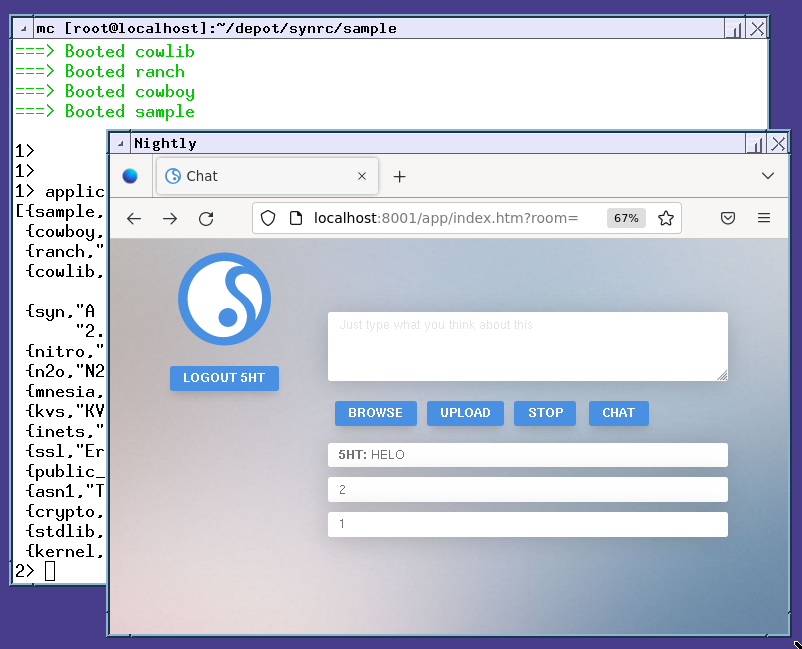 mc [root@localhost]:~/depot/synrc/sample
===> Booted cowlib
===> Booted ranch
===> Booted cowboy
===> Booted sample
1>
1>
1> applic
[{sample,
{cowboy,
{ranch,"
{cowlib,
{syn,"A
"2.
{nitro,"
{n2o,"N2
{mnesia,
{kvs,"KV
{inets,"
{ssl,"Er
{public_
{asn1,"T
{crypto,
{stdlib,
{kernel,
2>
Nightly
Chat
localhost:8001/app/index.htm?room=
67%
LOGOUT 5HT
Just type what you think about this
BROWSE UPLOAD STOP CHAT
5HT: HELO
2
1